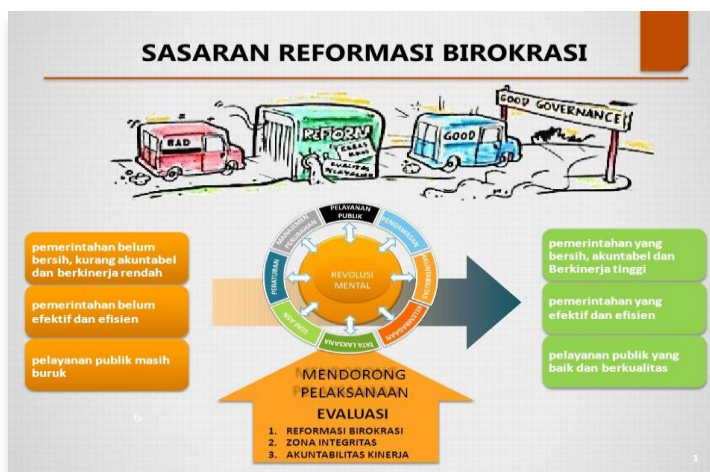 SASARAN REFORMASI BIROKRASI
BAD
REFORM
KUALITAS
GOOD
GOOD GOVERNANCE
pemerintahan belum
bersih, kurang akuntabel
dan berkinerja rendah
pemerintahan belum
efektif dan efisien
pelayanan publik masih
buruk
PELAYANAN
PUBLIK
PENGAWASAN
AKUNTABILITAS
KELEMBAGAAN
TATA LAKSANA
SDM ASN
PERATURAN
MANAJEMEN
PERUBAHAN
REVOLUSI
MENTAL
pemerintahan yang
bersih, akuntabel dan
Berkinerja tinggi
pemerintahan yang
efektif dan efisien
pelayanan publik yang
baik dan berkualitas
MENDORONG
PELAKSANAAN
EVALUASI
1. REFORMASI BIROKRASI
2. ZONA INTEGRITAS
3. AKUNTABILITAS KINERJA
6
1